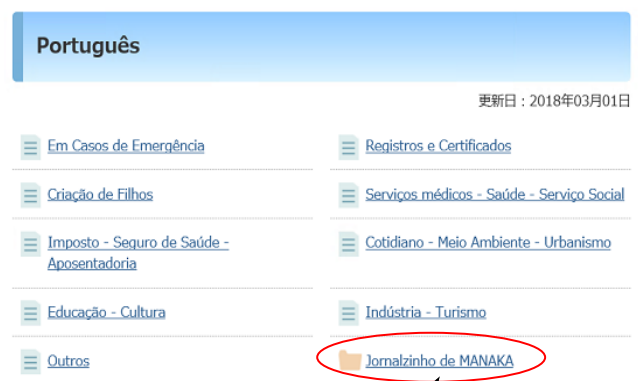 Português
更新日：2018年03月01日
Em Casos de Emergência
Registros e Certificados
Criação de Filhos
Serviços médicos - Saúde - Serviço Social
Imposto - Seguro de Saúde -
Aposentadoria
Cotidiano - Meio Ambiente - Urbanismo
Educação - Cultura
Indústria - Turismo
Outros
Jornalzinho de MANAKA